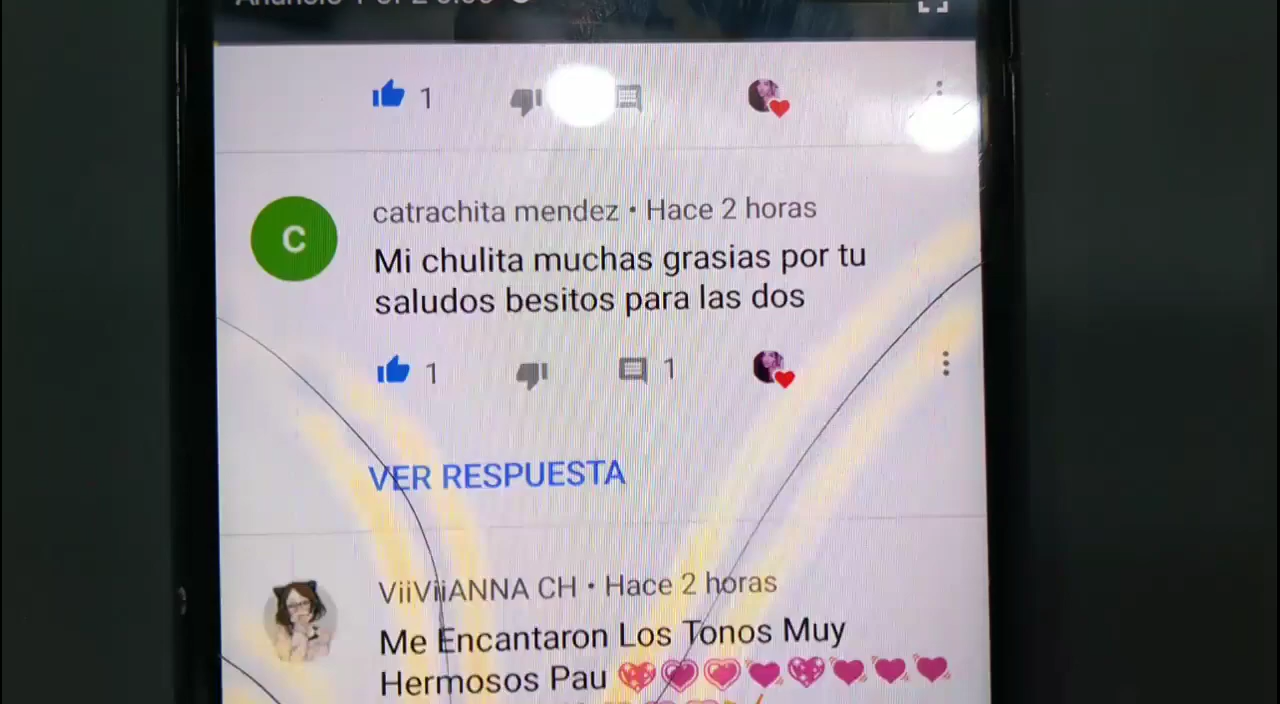 1
catrachita mendez • Hace 2 horas
C
Mi chulita muchas grasias por tu
saludos besitos para las dos
1
1
VER RESPUESTA
ViiViiANNA CH • Hace 2 horas
Me Encantaron Los Tonos Muy
Hermosos Pau 💖💗💗💓💖💓💓💓